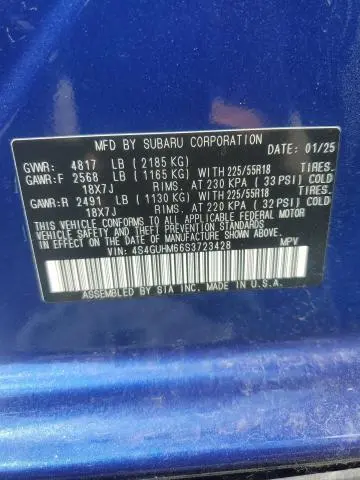 MFD BY SUBARU CORPORATION DATE: 01/25
GVWR: 4817 LB (2185 KG)
GAWR:F 2568 LB (1165 KG) WITH 225/55R18 TIRES.
18X7J RIMS. AT 230 KPA (33 PSI) COLD
GAWR:R 2491 LB (1130 KG) WITH 225/55R18 TIRES.
18X7J RIMS. AT 220 KPA (32 PSI) COLD
THIS VEHICLE CONFORMS TO ALL APPLICABLE FEDERAL MOTOR
VEHICLE SAFETY AND THEFT PREVENTION STANDARDS IN EFFECT ON
THE DATE OF MANUFACTURE SHOWN ABOVE.
VIN: 4S4GUHM66S3723428 MPV
ASSEMBLED BY SIA INC. MADE IN U.S.A.